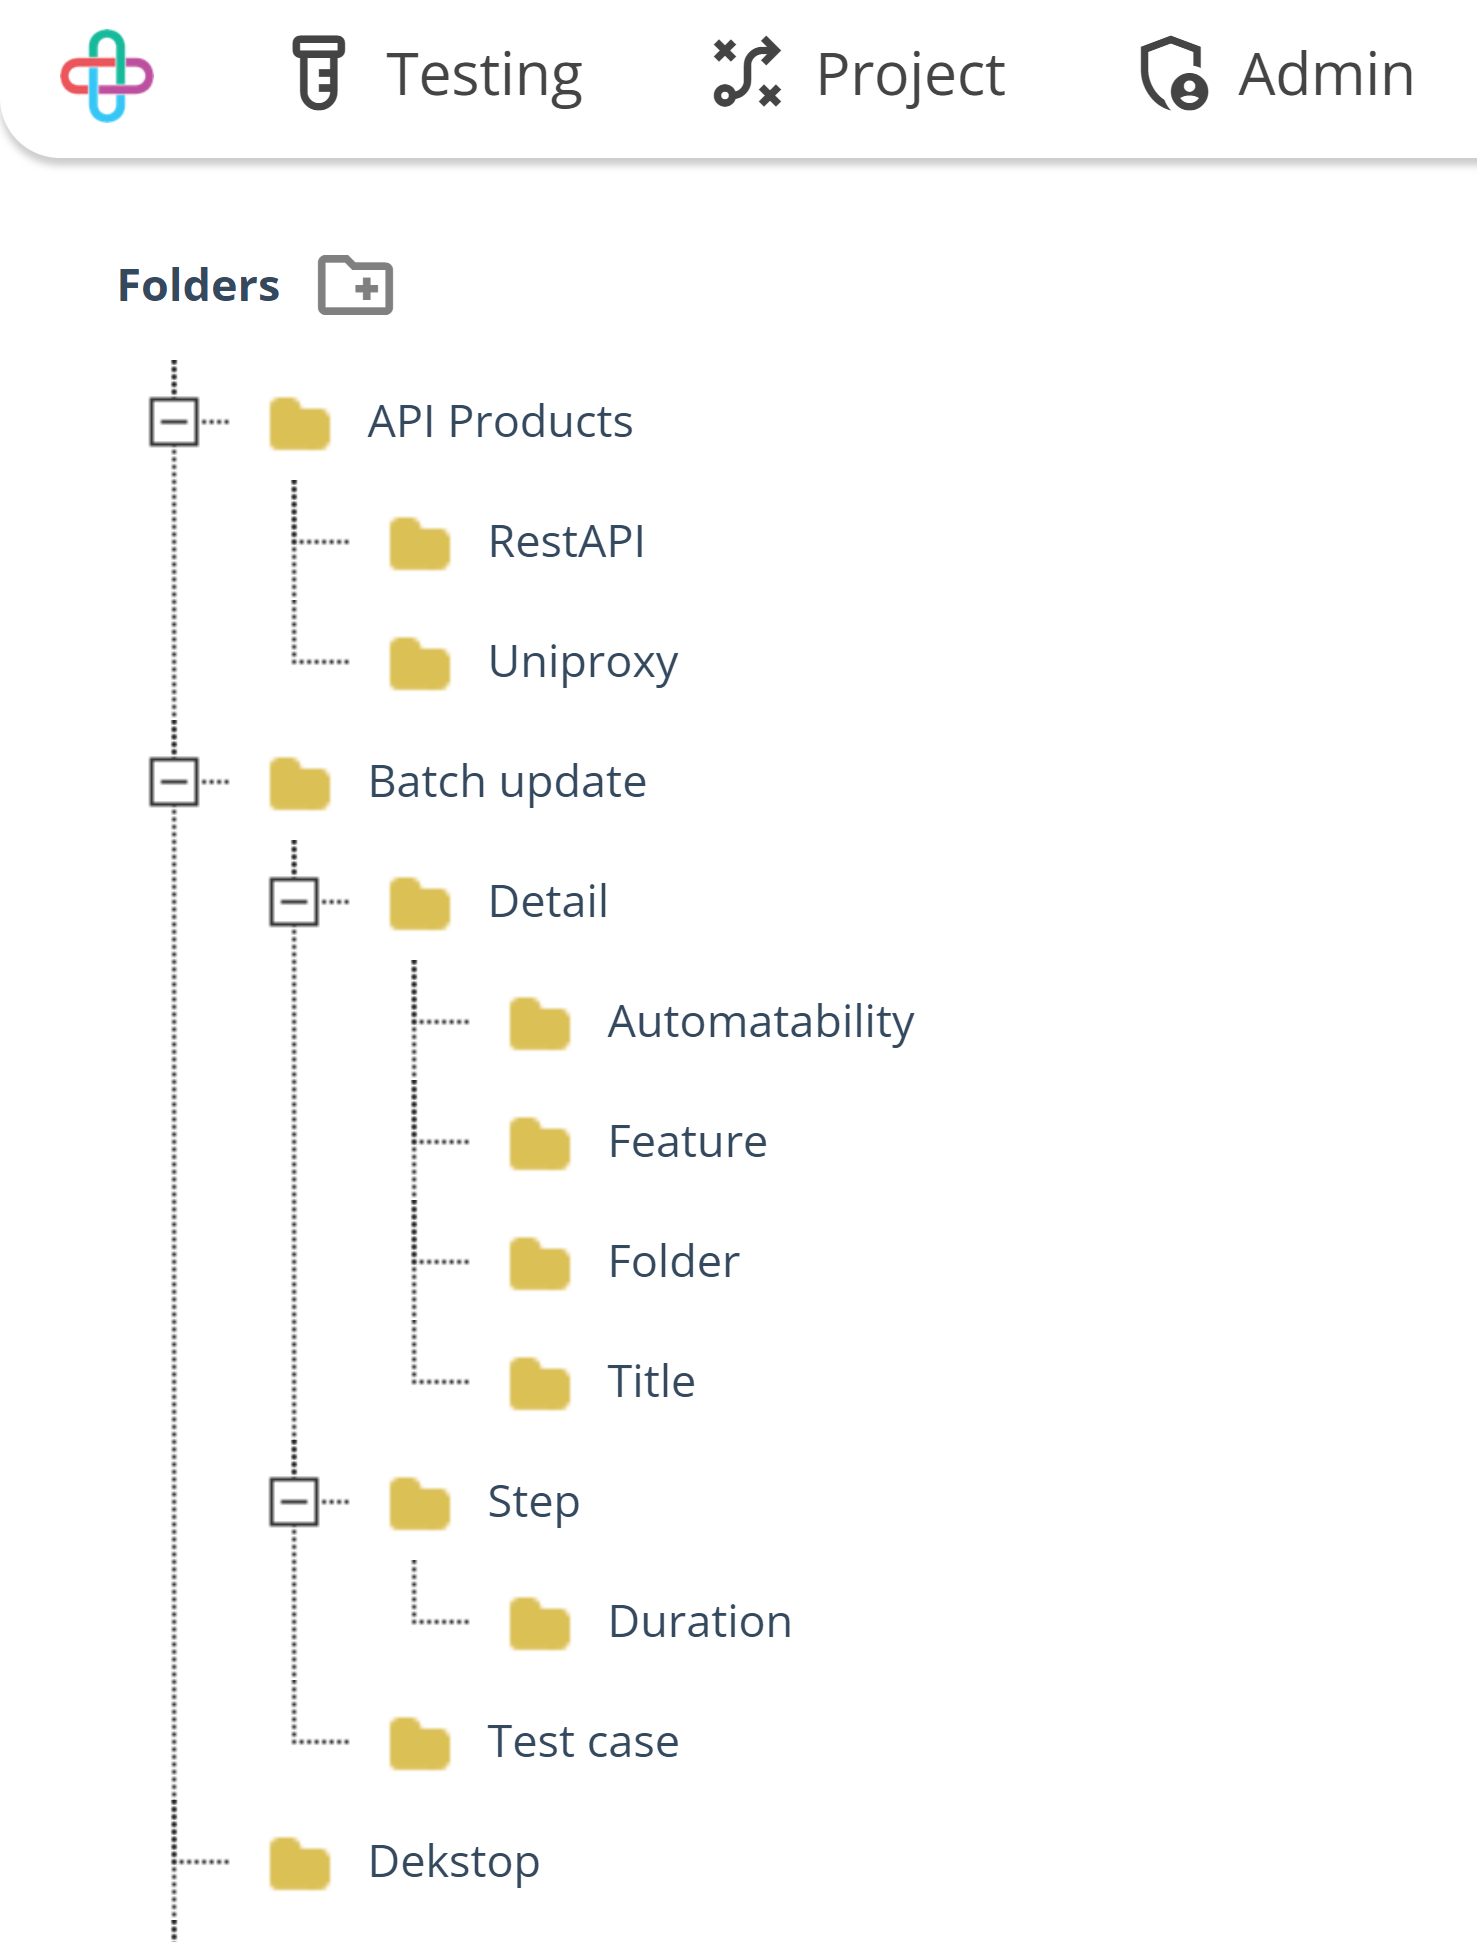 Testing Project Admin
Folders
API Products
RestAPI
Uniproxy
Batch update
Detail
Automatability
Feature
Folder
Title
Step
Duration
Test case
Dekstop